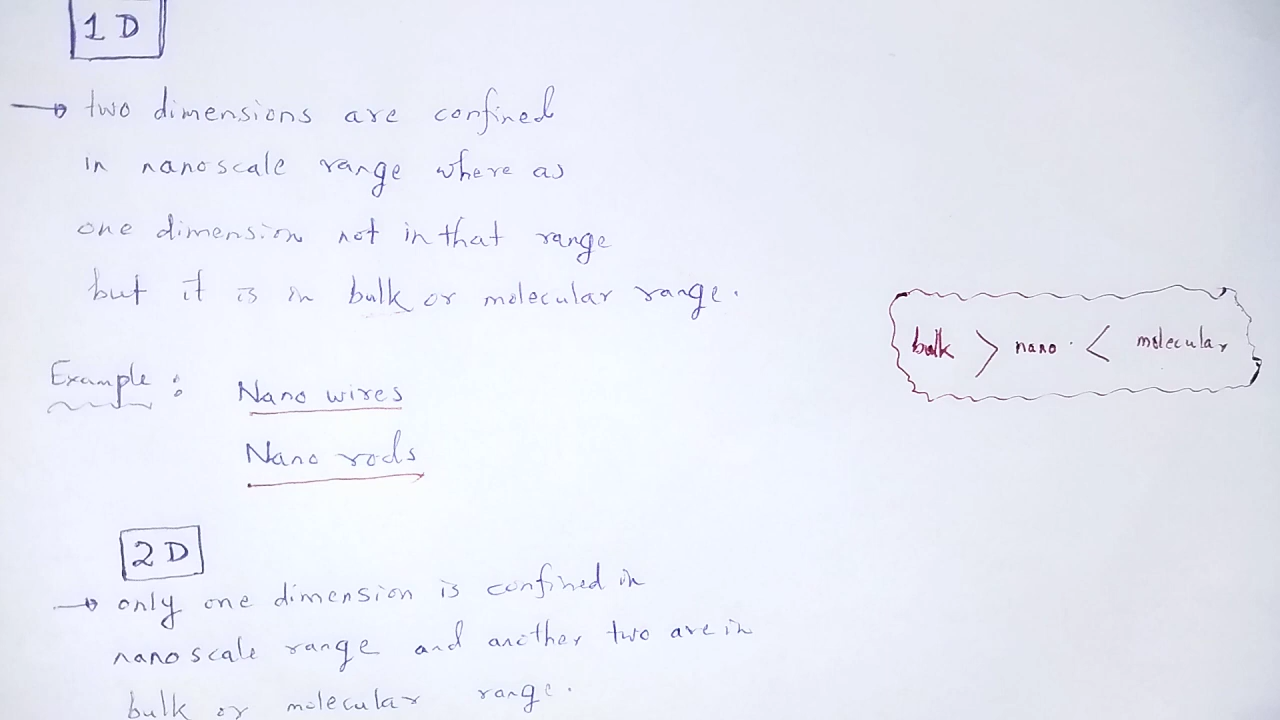 1 D
→ two dimensions are confined
in nanoscale range where as
one dimension not in that range
but it is in bulk or molecular range.
Example : Nano wires
Nano rods
bulk > nano < molecular
2 D
→ only one dimension is confined in
nanoscale range and another two are in
bulk or molecular range.